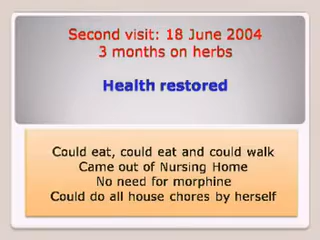 Second visit: 18 June 2004
3 months on herbs
Health restored
Could eat, could eat and could walk
Came out of Nursing Home
No need for morphine
Could do all house chores by herself